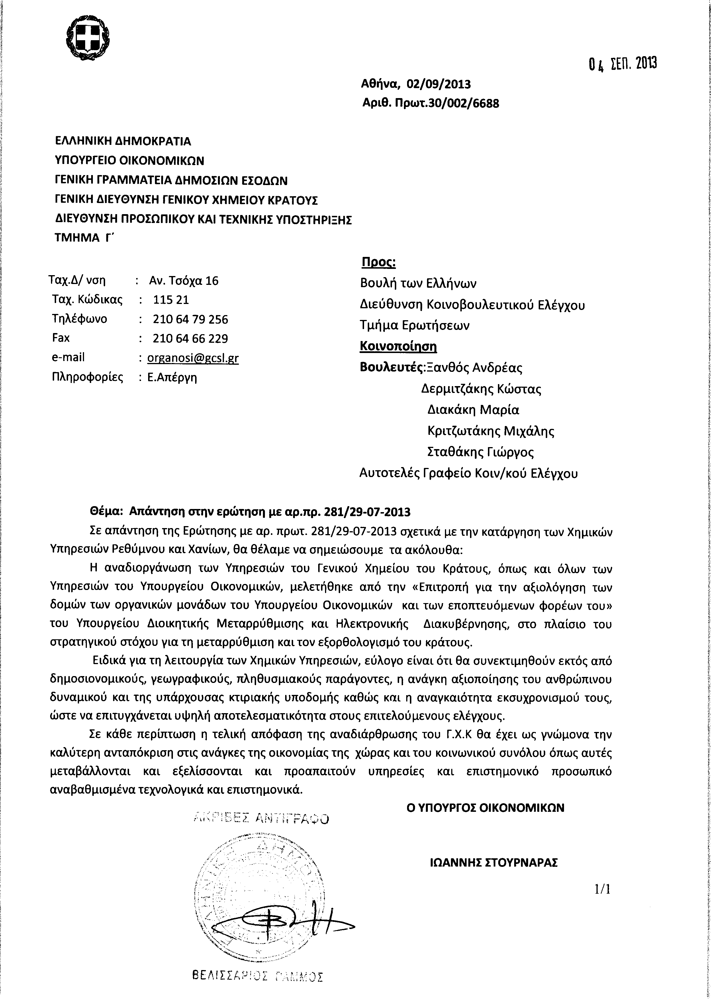 04 ΣΕΠ. 2013
Αθήνα, 02/09/2013
Αριθ. Πρωτ.30/002/6688
ΕΛΛΗΝΙΚΗ ΔΗΜΟΚΡΑΤΙΑ
ΥΠΟΥΡΓΕΙΟ ΟΙΚΟΝΟΜΙΚΩΝ
ΓΕΝΙΚΗ ΓΡΑΜΜΑΤΕΙΑ ΔΗΜΟΣΙΩΝ ΕΣΟΔΩΝ
ΓΕΝΙΚΗ ΔΙΕΥΘΥΝΣΗ ΓΕΝΙΚΟΥ ΧΗΜΕΙΟΥ ΚΡΑΤΟΥΣ
ΔΙΕΥΘΥΝΣΗ ΠΡΟΣΩΠΙΚΟΥ ΚΑΙ ΤΕΧΝΙΚΗΣ ΥΠΟΣΤΗΡΙΞΗΣ
ΤΜΗΜΑ Γ΄
Ταχ.Δ/ νση : Αν. Τσόχα 16
Ταχ. Κώδικας : 115 21
Τηλέφωνο : 210 64 79 256
Fax : 210 64 66 229
e-mail : organosi@gcsl.gr
Πληροφορίες : Ε.Απέργη
Προς:
Βουλή των Ελλήνων
Διεύθυνση Κοινοβουλευτικού Ελέγχου
Τμήμα Ερωτήσεων
Κοινοποίηση
Βουλευτές:Ξανθός Ανδρέας
Δερμιτζάκης Κώστας
Διακάκη Μαρία
Κριτζωτάκης Μιχάλης
Σταθάκης Γιώργος
Αυτοτελές Γραφείο Κοιν/κού Ελέγχου
Θέμα: Απάντηση στην ερώτηση με αρ.πρ. 281/29-07-2013
Σε απάντηση της Ερώτησης με αρ. πρωτ. 281/29-07-2013 σχετικά με την κατάργηση των Χημικών
Υπηρεσιών Ρεθύμνου και Χανίων, θα θέλαμε να σημειώσουμε τα ακόλουθα:
Η αναδιοργάνωση των Υπηρεσιών του Γενικού Χημείου του Κράτους, όπως και όλων των
Υπηρεσιών του Υπουργείου Οικονομικών, μελετήθηκε από την «Επιτροπή για την αξιολόγηση των
δομών των οργανικών μονάδων του Υπουργείου Οικονομικών και των εποπτευόμενων φορέων του»
του Υπουργείου Διοικητικής Μεταρρύθμισης και Ηλεκτρονικής Διακυβέρνησης, στο πλαίσιο του
στρατηγικού στόχου για τη μεταρρύθμιση και τον εξορθολογισμό του κράτους.
Ειδικά για τη λειτουργία των Χημικών Υπηρεσιών, εύλογο είναι ότι θα συνεκτιμηθούν εκτός από
δημοσιονομικούς, γεωγραφικούς, πληθυσμιακούς παράγοντες, η ανάγκη αξιοποίησης του ανθρώπινου
δυναμικού και της υπάρχουσας κτιριακής υποδομής καθώς και η αναγκαιότητα εκσυχρονισμού τους,
ώστε να επιτυγχάνεται υψηλή αποτελεσματικότητα στους επιτελούμενους ελέγχους.
Σε κάθε περίπτωση η τελική απόφαση της αναδιάρθρωσης του Γ.Χ.Κ θα έχει ως γνώμονα την
καλύτερη ανταπόκριση στις ανάγκες της οικονομίας της χώρας και του κοινωνικού συνόλου όπως αυτές
μεταβάλλονται και εξελίσσονται και προαπαιτούν υπηρεσίες και επιστημονικό προσωπικό
αναβαθμισμένα τεχνολογικά και επιστημονικά.
Ο ΥΠΟΥΡΓΟΣ ΟΙΚΟΝΟΜΙΚΩΝ
ΑΚΡΙΒΕΣ ΑΝΤΙΓΡΑΦΟ
ΙΩΑΝΝΗΣ ΣΤΟΥΡΝΑΡΑΣ
1/1
ΒΕΛΙΣΣΑΡΙΟΣ